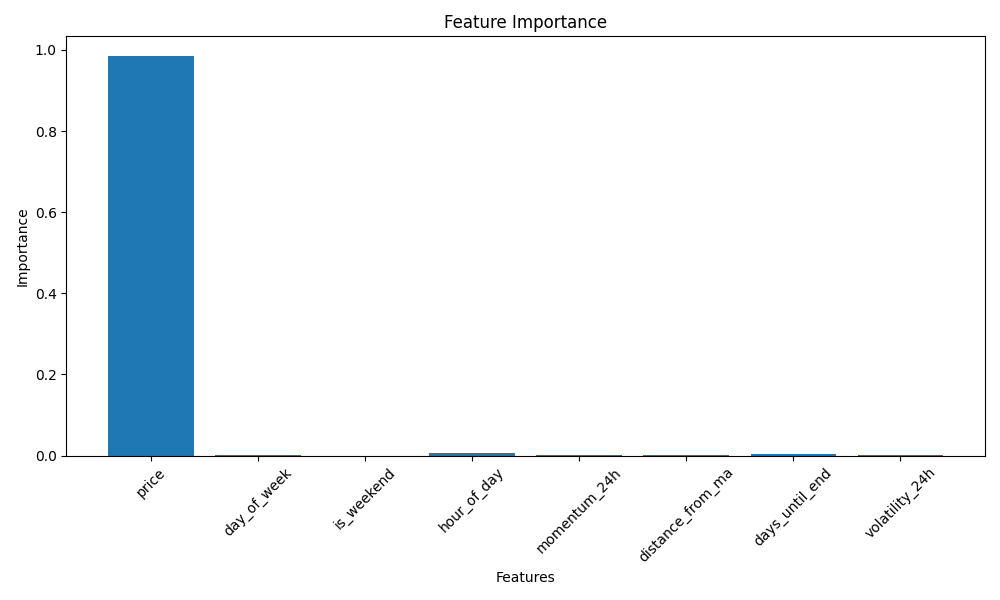 Feature Importance
Importance
1.0
0.8
0.6
0.4
0.2
0.0
price
day_of_week
is_weekend
hour_of_day
momentum_24h
distance_from_ma
days_until_end
volatility_24h
Features